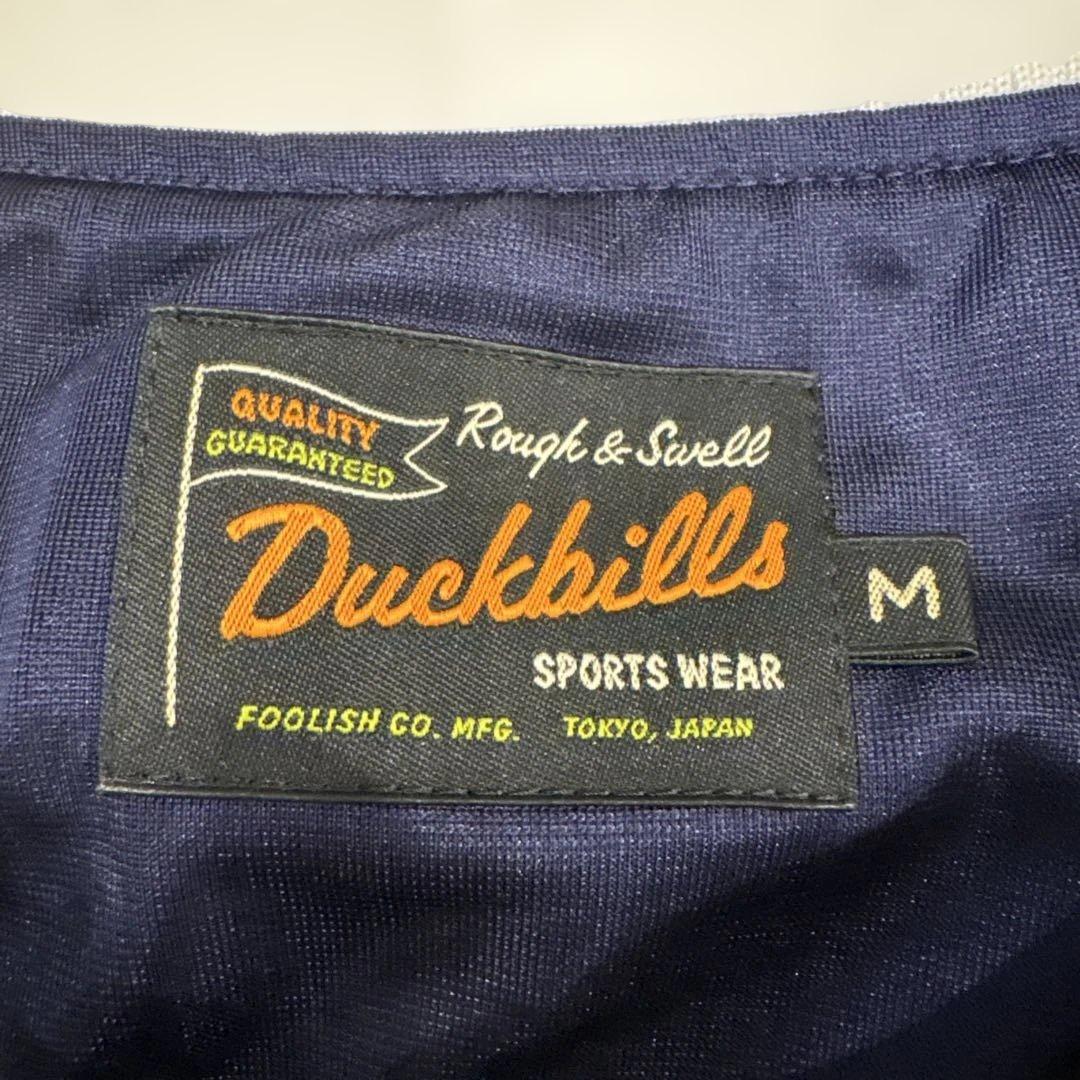 QUALITY
GUARANTEED
Rough & Swell
Duckbills
SPORTS WEAR
FOOLISH CO. MFG. TOKYO, JAPAN
M